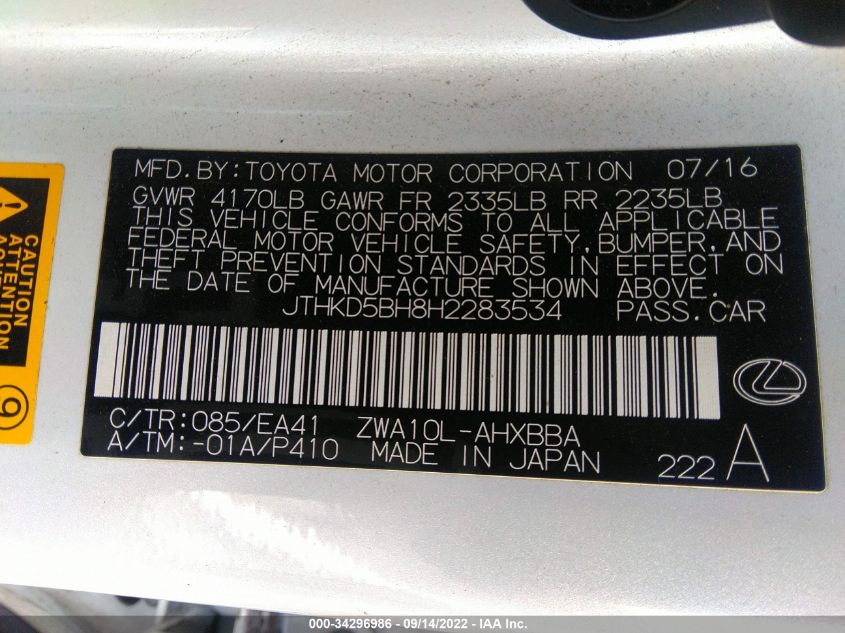 MFD.BY:TOYOTA MOTOR CORPORATION 07/16
GVWR 4170LB GAWR FR 2335LB RR 2235LB
THIS VEHICLE CONFORMS TO ALL APPLICABLE
FEDERAL MOTOR VEHICLE SAFETY,BUMPER,AND
THEFT PREVENTION STANDARDS IN EFFECT ON
THE DATE OF MANUFACTURE SHOWN ABOVE.
JTHKD5BH8H2283534 PASS.CAR
C/TR:085/EA41 ZWA10L-AHXBBA
A/TM:-01A/P410 MADE IN JAPAN 222 A
CAUTION
ATTENTION
9
000-34296986 - 09/14/2022 - IAA Inc.